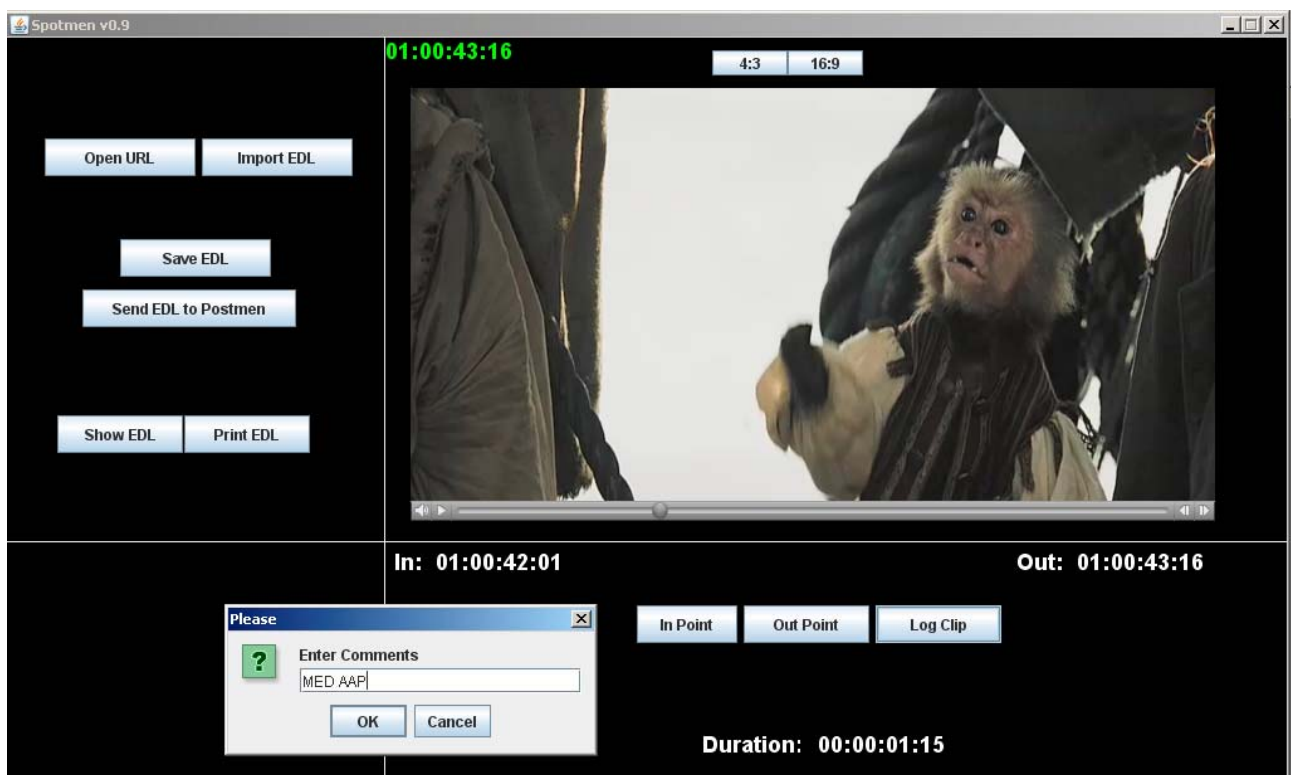 Spotmen v0.9
01:00:43:16
4:3 16:9
Open URL Import EDL
Save EDL
Send EDL to Postmen
Show EDL Print EDL
In: 01:00:42:01 Out: 01:00:43:16
In Point Out Point Log Clip
Please
Enter Comments
MED AAP
OK Cancel
Duration: 00:00:01:15